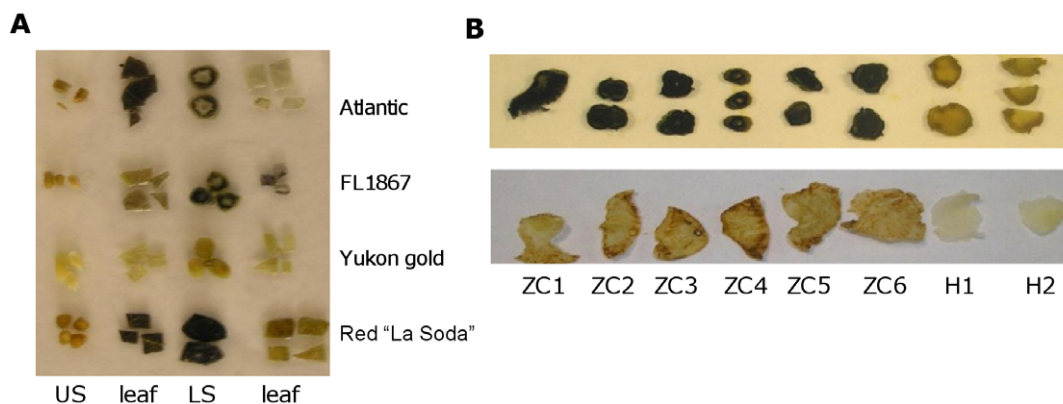 A
Atlantic
FL1867
Yukon gold
Red “La Soda”
US leaf LS leaf
B
ZC1 ZC2 ZC3 ZC4 ZC5 ZC6 H1 H2